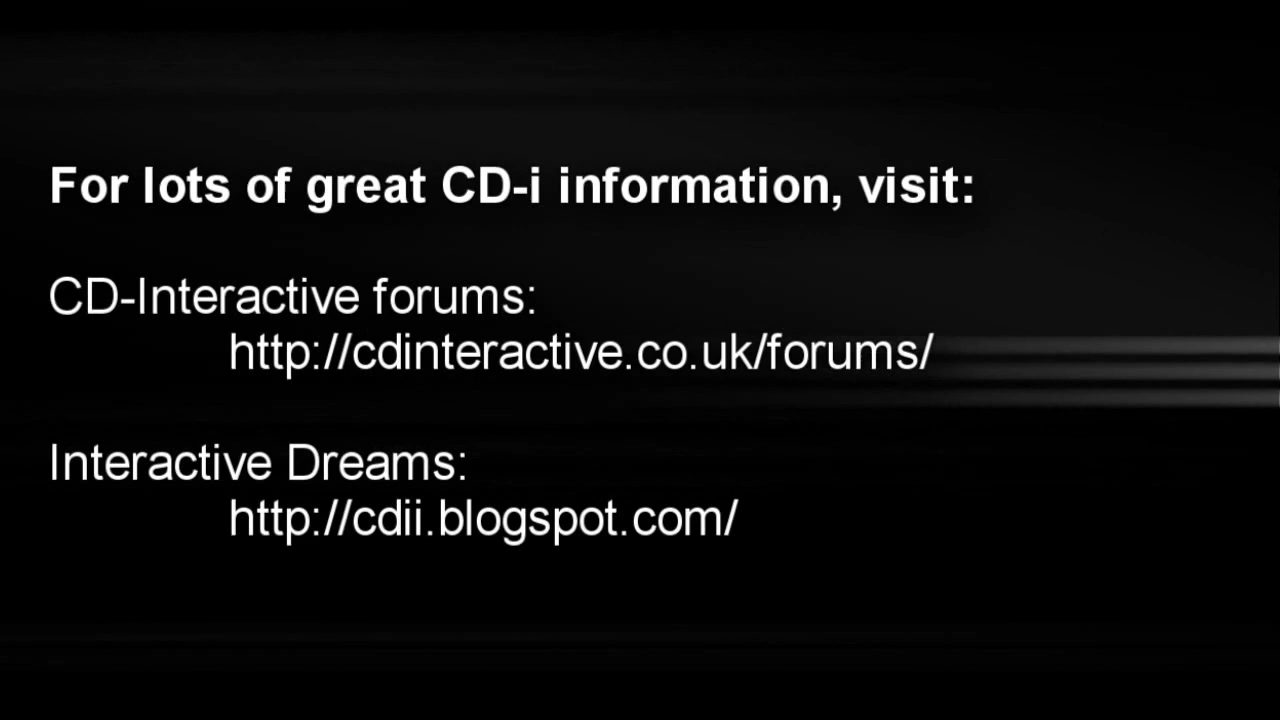 For lots of great CD-i information, visit:
CD-Interactive forums:
http://cdinteractive.co.uk/forums/
Interactive Dreams:
http://cdii.blogspot.com/